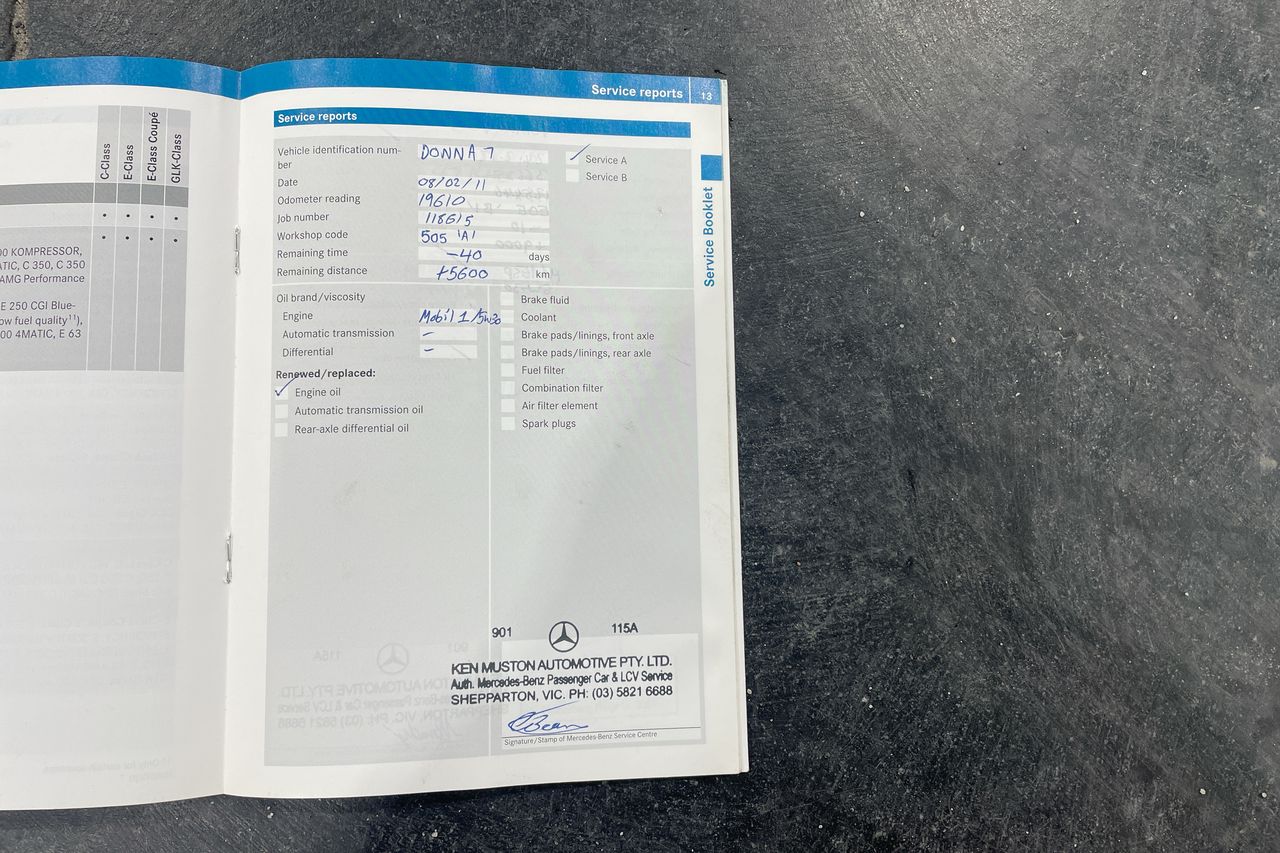 C-Class
E-Class
E-Class Coupé
GLK-Class
00 KOMPRESSOR,
ATIC, C 350, C 350
AMG Performance
E 250 CGI Blue-
ow fuel quality¹¹),
00 4MATIC, E 63
Service reports 13
Service reports
Vehicle identification num-
ber DONNA 7
Date 08/02/11
Odometer reading 19610
Job number 118615
Workshop code 505 'A'
Remaining time -40 days
Remaining distance +5600 km
✓ Service A
Service B
Oil brand/viscosity
Engine Mobil 1/5w30
Automatic transmission -
Differential -
Renewed/replaced:
✓ Engine oil
Automatic transmission oil
Rear-axle differential oil
Brake fluid
Coolant
Brake pads/linings, front axle
Brake pads/linings, rear axle
Fuel filter
Combination filter
Air filter element
Spark plugs
Service Booklet
901 115A
KEN MUSTON AUTOMOTIVE PTY. LTD.
Auth. Mercedes-Benz Passenger Car & LCV Service
SHEPPARTON, VIC. PH: (03) 5821 6688
Signature/Stamp of Mercedes-Benz Service Centre